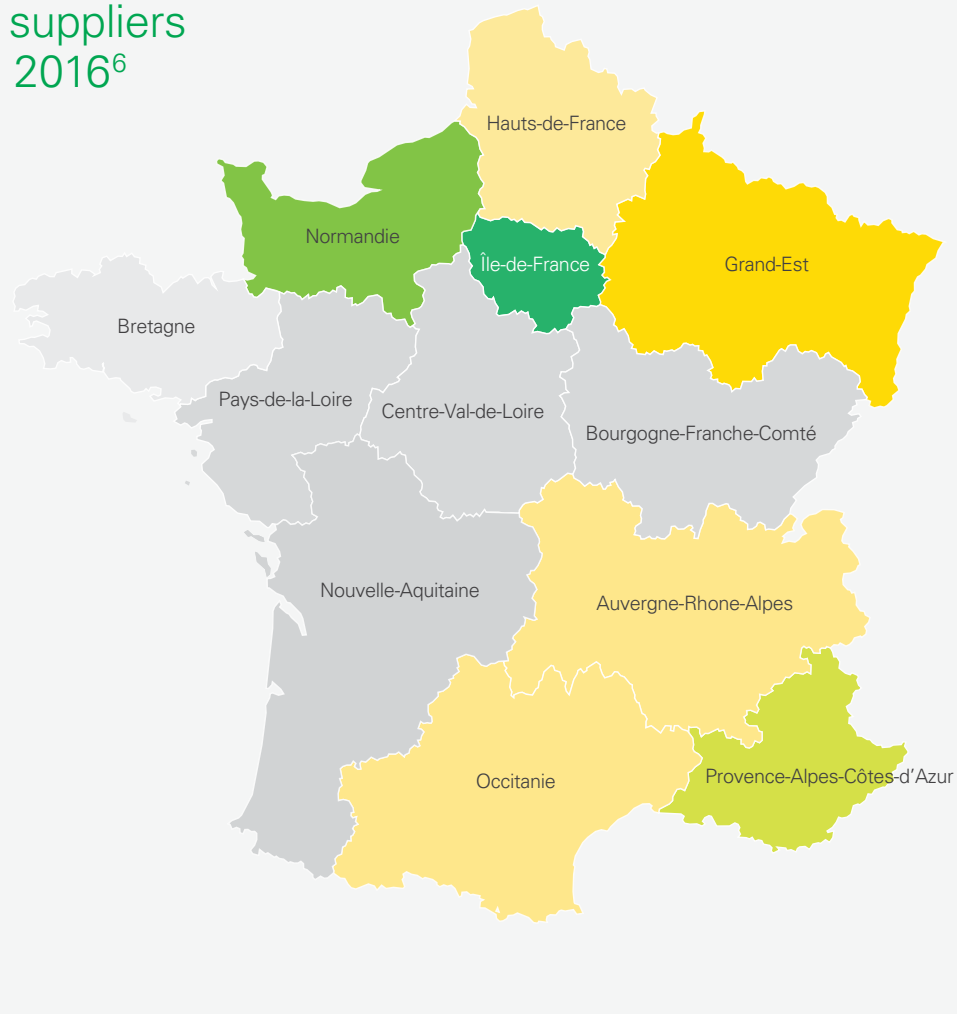 suppliers
2016⁶
Hauts-de-France
Normandie
Île-de-France
Grand-Est
Bretagne
Pays-de-la-Loire
Centre-Val-de-Loire
Bourgogne-Franche-Comté
Nouvelle-Aquitaine
Auvergne-Rhone-Alpes
Occitanie
Provence-Alpes-Côtes-d'Azur